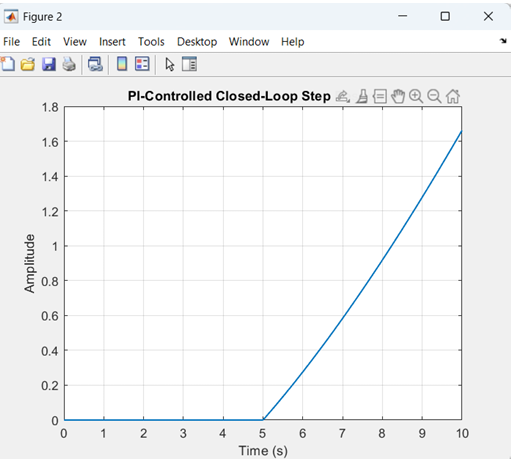 Figure 2
File Edit View Insert Tools Desktop Window Help
PI-Controlled Closed-Loop Step
1.8
1.6
1.4
1.2
1
0.8
0.6
0.4
0.2
0
Amplitude
0 1 2 3 4 5 6 7 8 9 10
Time (s)